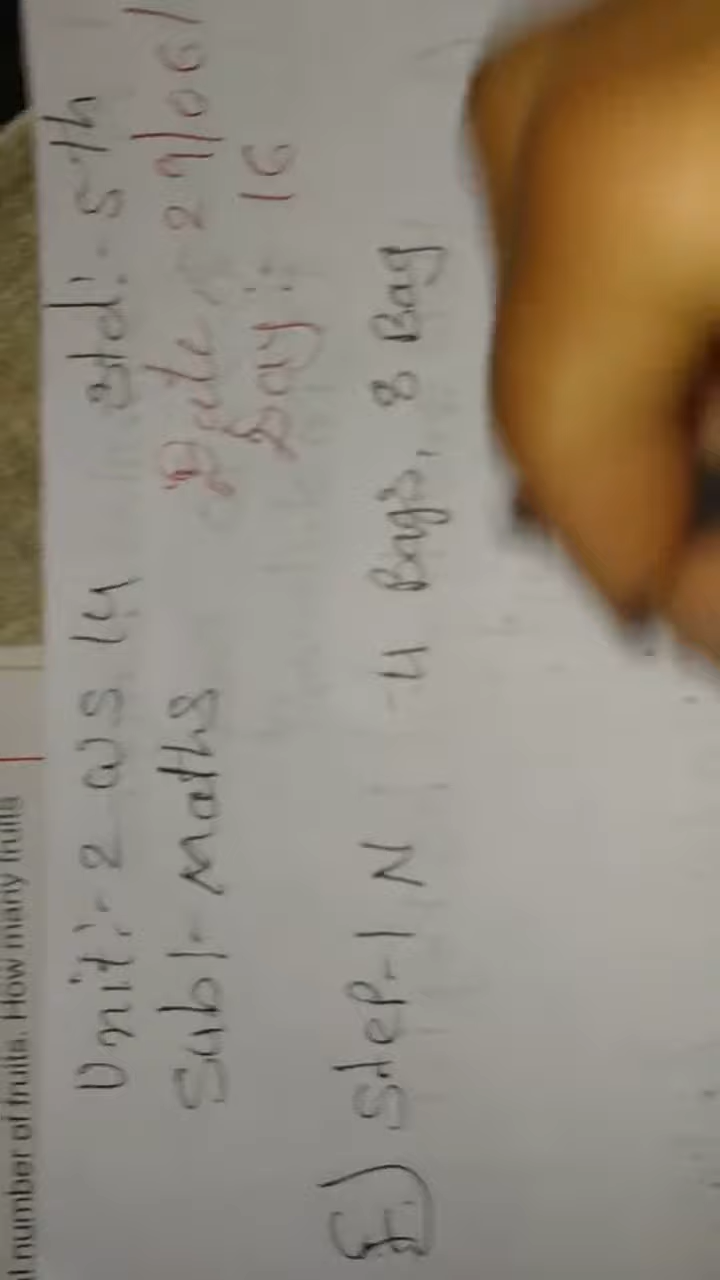 l number of fruits. How many fruits
Unit:- 2 WS 14 std:- 5th
Sub:- Maths Date: 29/06/
Day: 16
I.) Step-1 N 4 Bags, 8 Bag